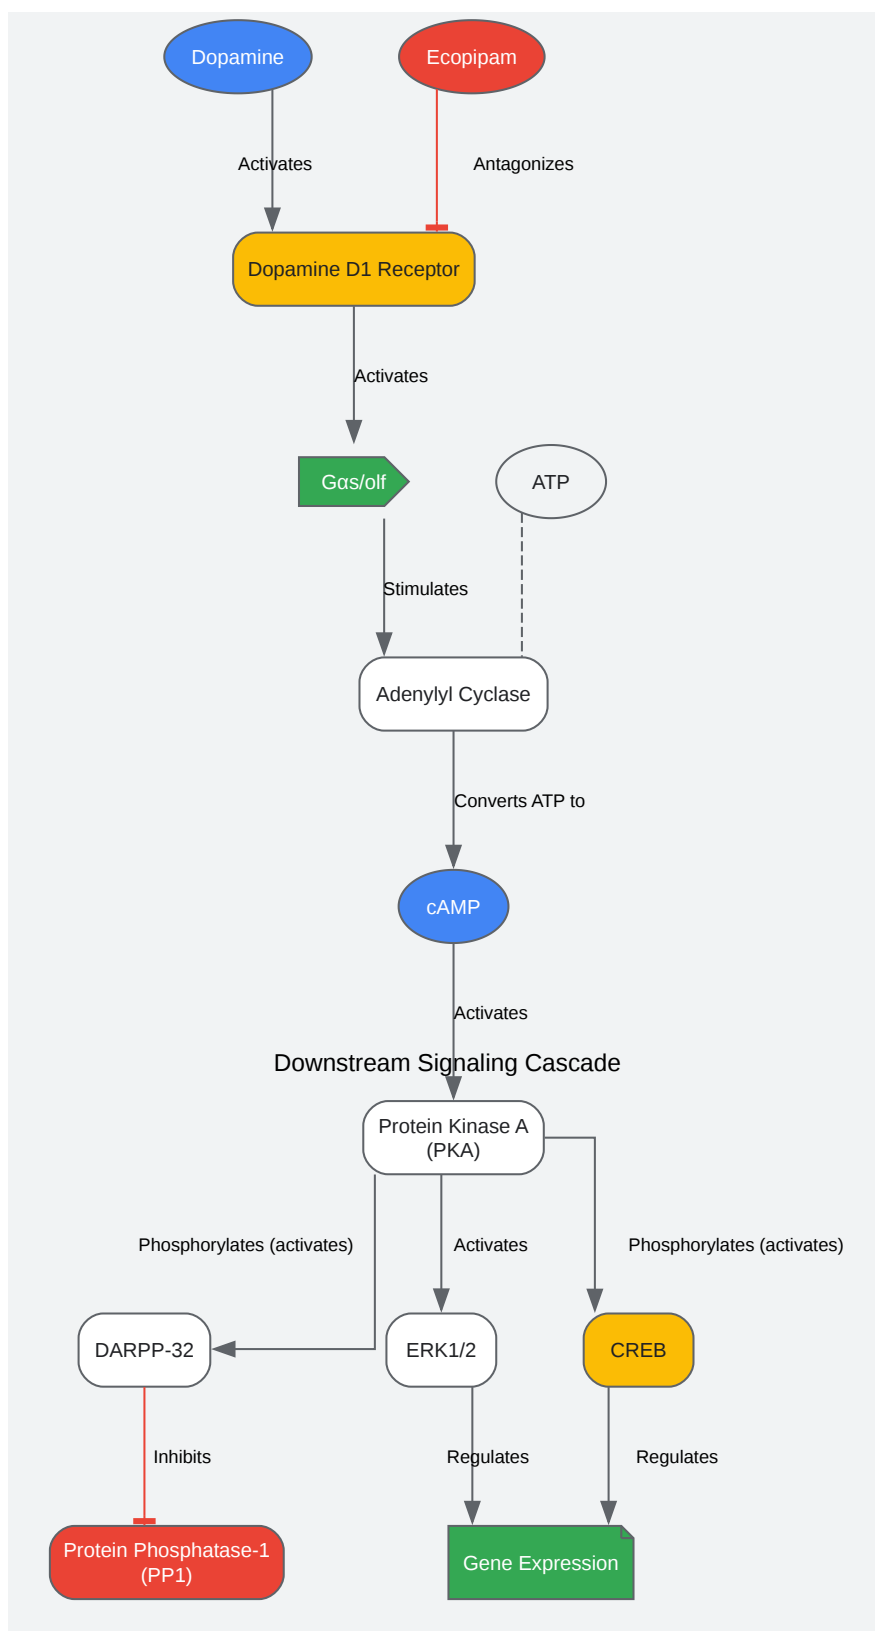 Dopamine
Ecopipam
Activates
Antagonizes
Dopamine D1 Receptor
Activates
Gαs/olf
ATP
Stimulates
Adenylyl Cyclase
Converts ATP to
cAMP
Activates
Downstream Signaling Cascade
Protein Kinase A
(PKA)
Phosphorylates (activates)
Activates
Phosphorylates (activates)
DARPP-32
ERK1/2
CREB
Inhibits
Regulates
Regulates
Protein Phosphatase-1
(PP1)
Gene Expression